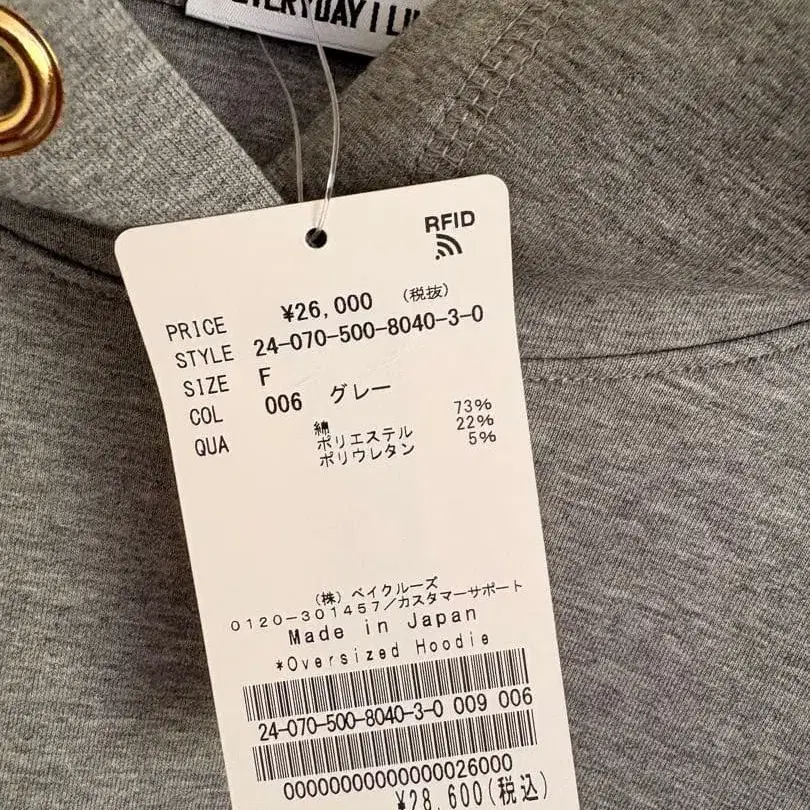 EVERYDAY I
RFID
PRICE ¥26,000 (税抜)
STYLE 24-070-500-8040-3-0
SIZE F
COL 006 グレー
QUA 綿 73%
ポリエステル 22%
ポリウレタン 5%
(株) ベイクルーズ
0120-301457/カスタマーサポート
Made in Japan
*Oversized Hoodie
24-070-500-8040-3-0 009 006
00000000000000026000
¥28,600(税込)